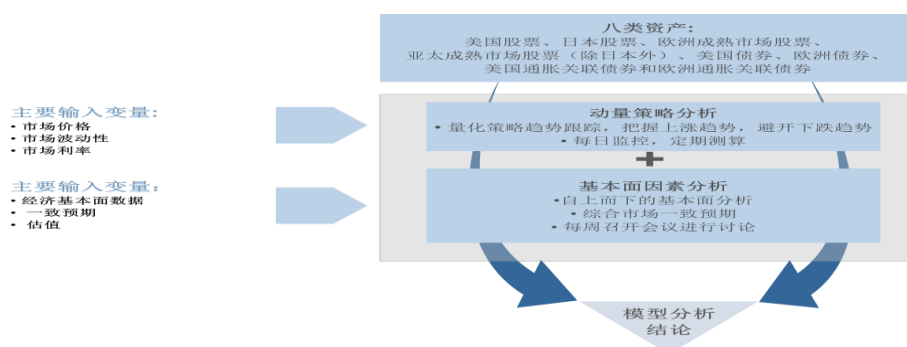 八类资产:
美国股票、日本股票、欧洲成熟市场股票、
亚太成熟市场股票（除日本外）、美国债券、欧洲债券、
美国通胀关联债券和欧洲通胀关联债券
主要输入变量:
• 市场价格
• 市场波动性
• 市场利率
动量策略分析
• 量化策略趋势跟踪，把握上涨趋势，避开下跌趋势
• 每日监控，定期测算
+
主要输入变量:
• 经济基本面数据
• 一致预期
• 估值
基本面因素分析
• 自上而下的基本面分析
• 综合市场一致预期
• 每周召开会议进行讨论
模型分析
结论